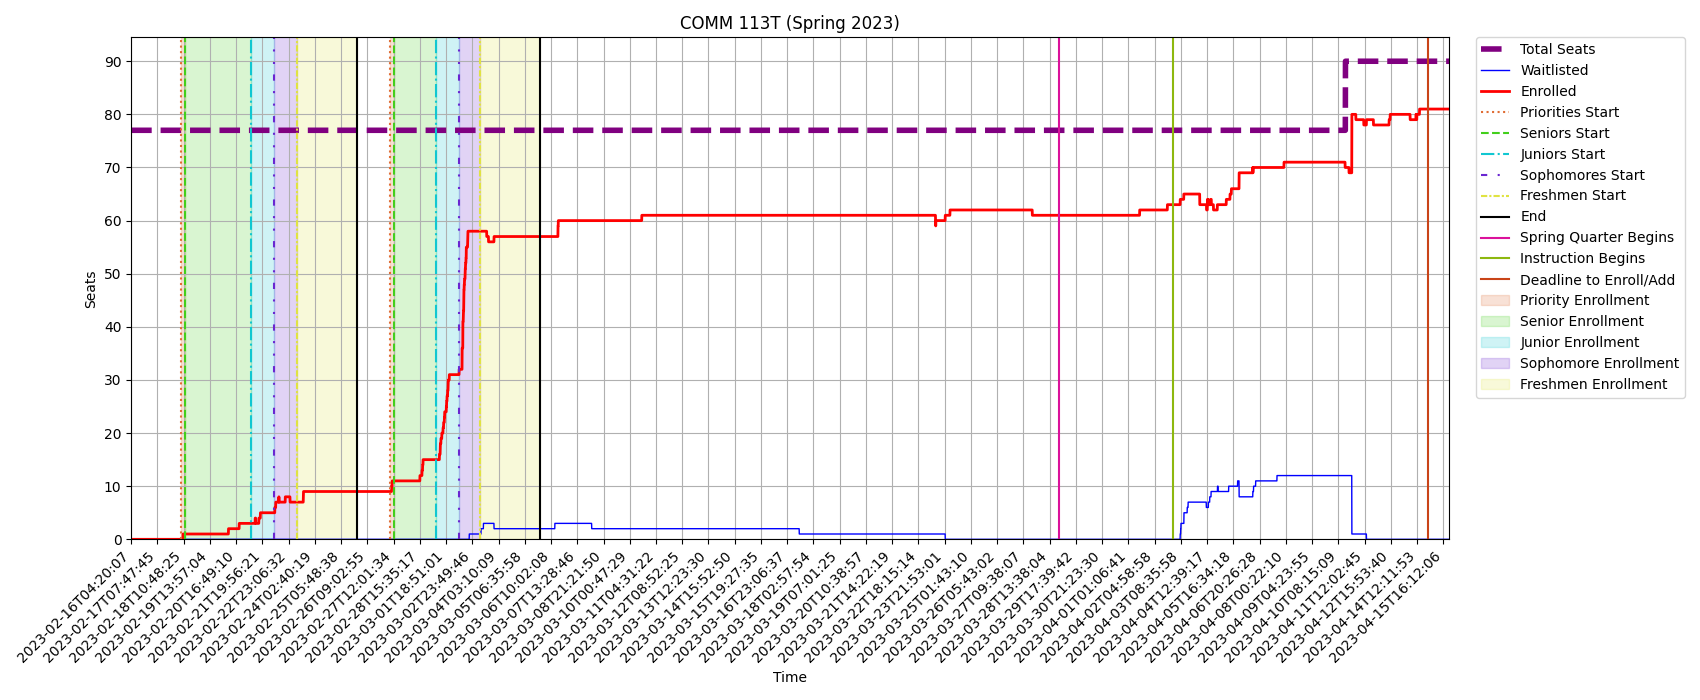 COMM 113T (Spring 2023)
Seats
90
80
70
60
50
40
30
20
10
0
2023-02-16T04:20:07
2023-02-17T07:47:45
2023-02-18T10:48:25
2023-02-19T13:57:04
2023-02-20T16:49:10
2023-02-21T19:56:21
2023-02-22T23:06:32
2023-02-24T02:40:19
2023-02-25T05:48:38
2023-02-26T09:02:55
2023-02-27T12:01:34
2023-02-28T15:35:17
2023-03-01T18:51:01
2023-03-02T23:49:46
2023-03-04T03:10:05
2023-03-05T06:35:58
2023-03-06T10:02:08
2023-03-07T13:28:46
2023-03-08T21:21:50
2023-03-10T00:47:29
2023-03-11T04:31:22
2023-03-12T08:52:25
2023-03-13T12:23:30
2023-03-14T15:52:50
2023-03-15T19:27:35
2023-03-16T23:06:37
2023-03-18T02:57:54
2023-03-19T07:01:25
2023-03-20T10:38:57
2023-03-21T14:22:19
2023-03-22T18:15:14
2023-03-23T21:53:01
2023-03-25T01:43:10
2023-03-26T05:43:02
2023-03-27T09:38:07
2023-03-28T13:38:04
2023-03-29T17:39:42
2023-03-30T21:23:30
2023-04-01T01:06:41
2023-04-02T04:58:58
2023-04-03T08:35:58
2023-04-04T12:39:17
2023-04-05T16:34:18
2023-04-06T20:26:28
2023-04-08T00:22:10
2023-04-09T04:23:55
2023-04-10T08:15:09
2023-04-11T12:02:45
2023-04-12T15:53:40
2023-04-14T12:11:53
2023-04-15T16:12:06
Time
Total Seats
Waitlisted
Enrolled
Priorities Start
Seniors Start
Juniors Start
Sophomores Start
Freshmen Start
End
Spring Quarter Begins
Instruction Begins
Deadline to Enroll/Add
Priority Enrollment
Senior Enrollment
Junior Enrollment
Sophomore Enrollment
Freshmen Enrollment